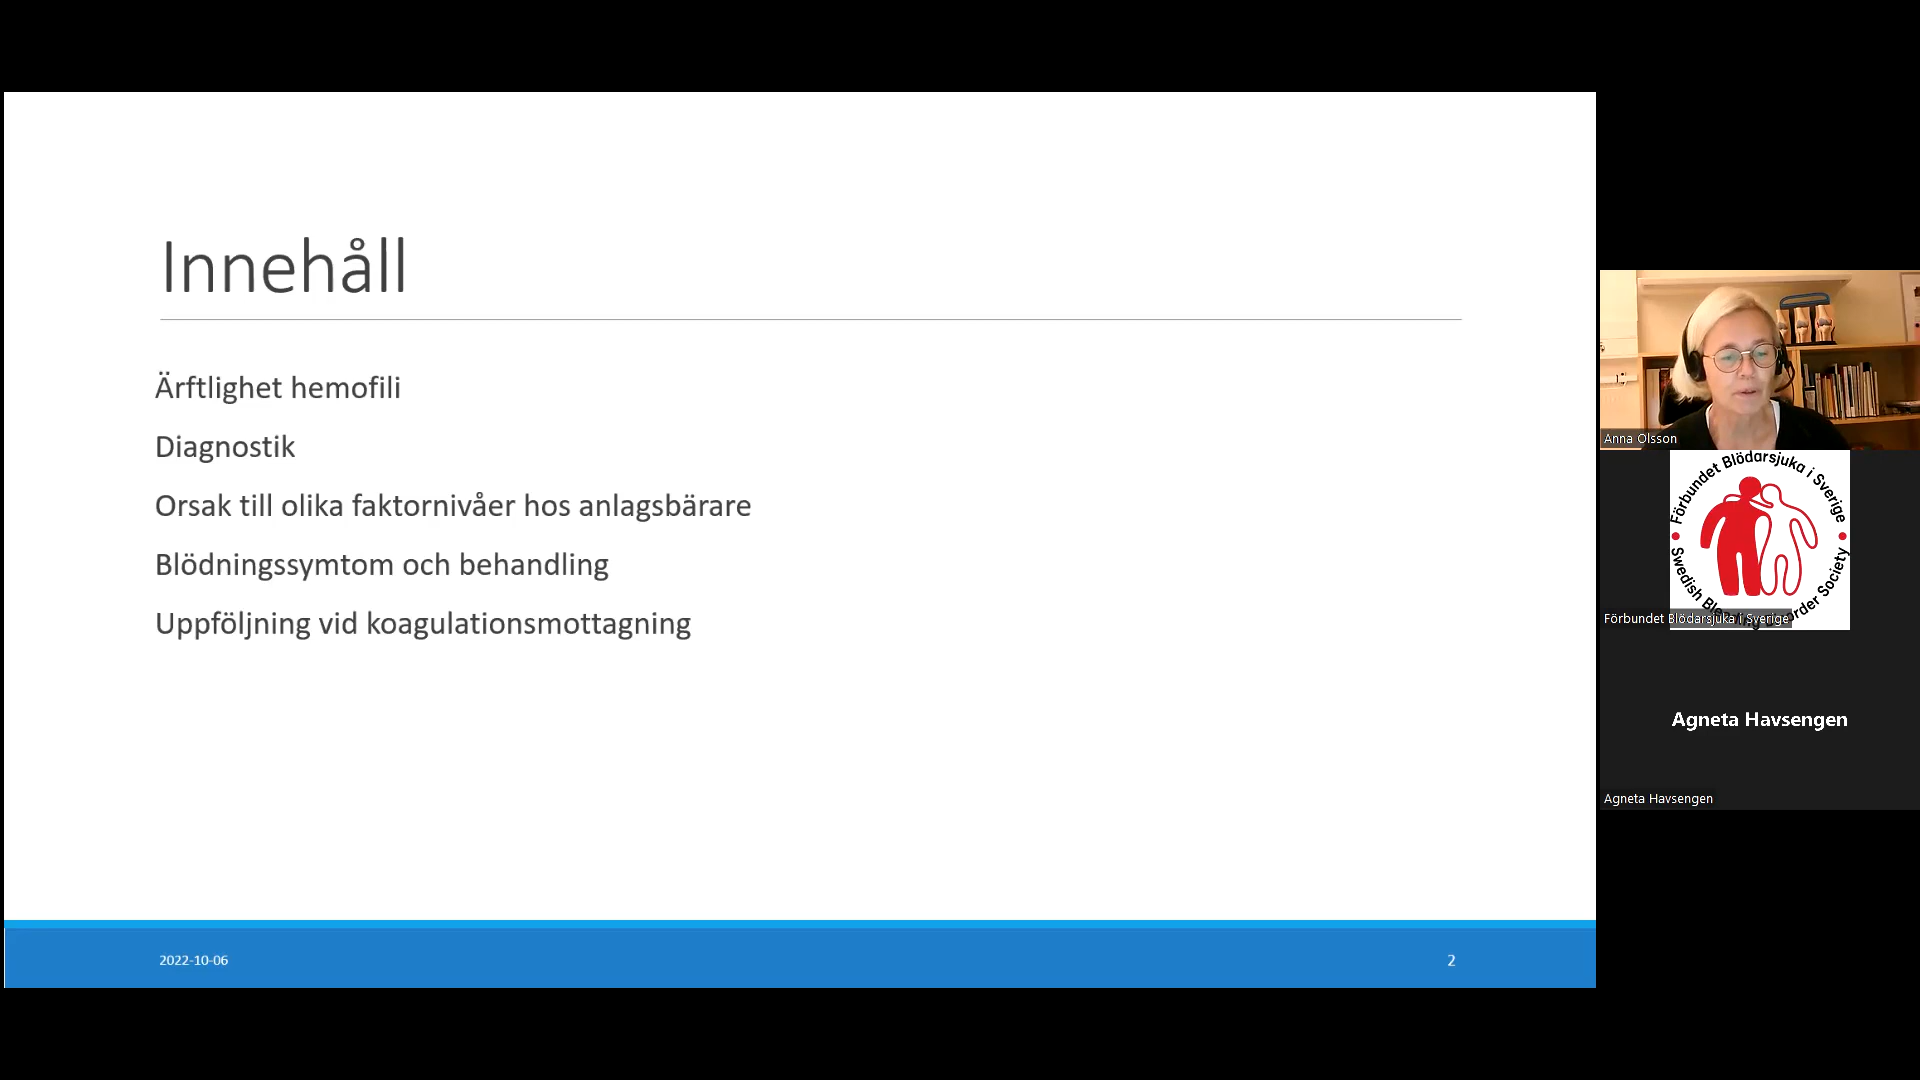 Innehåll
Ärftlighet hemofili
Diagnostik
Orsak till olika faktornivåer hos anlagsbärare
Blödningssymtom och behandling
Uppföljning vid koagulationsmottagning
2022-10-06
2
Anna Olsson
Förbundet Blödarsjuka i Sverige
Swedish Bleeding Disorder Society
Förbundet Blödarsjuka i Sverige
Agneta Havsengen
Agneta Havsengen